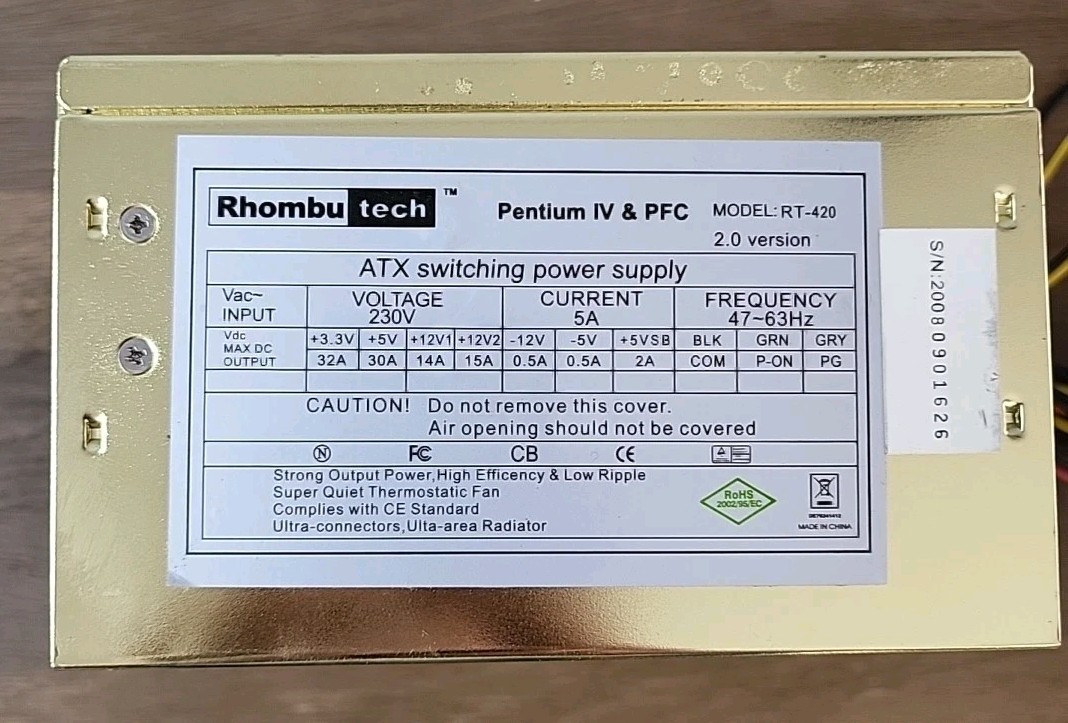 Rhombu tech ™
Pentium IV & PFC MODEL: RT-420
2.0 version
ATX switching power supply
Vac~ INPUT VOLTAGE 230V CURRENT 5A FREQUENCY 47~63Hz
Vdc MAX DC OUTPUT
+3.3V +5V +12V1 +12V2 -12V -5V +5VSB BLK GRN GRY
32A 30A 14A 15A 0.5A 0.5A 2A COM P-ON PG
CAUTION! Do not remove this cover.
Air opening should not be covered
N FC CB CE
Strong Output Power,High Efficency & Low Ripple
Super Quiet Thermostatic Fan
Complies with CE Standard
Ultra-connectors,Ulta-area Radiator
RoHS
2002/95/EC
MADE IN CHINA
S/N:200809901626